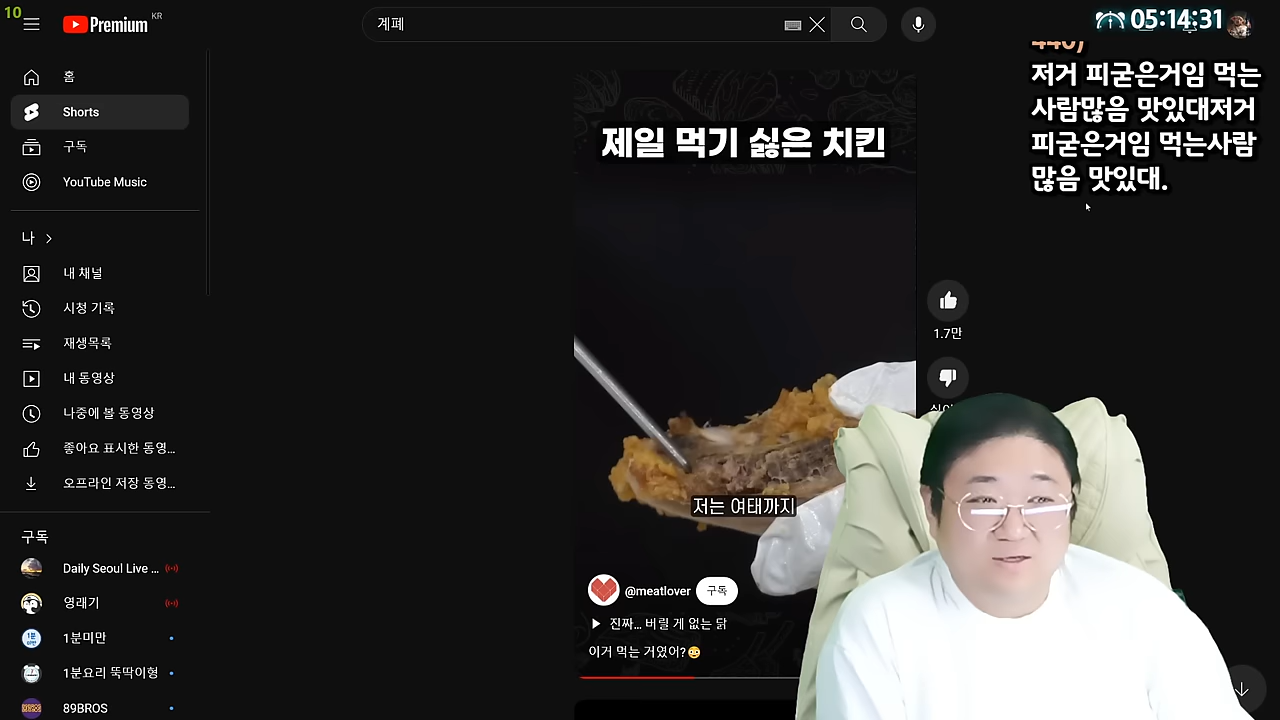 10
Premium
KR
계폐
05:14:31
홈
Shorts
구독
YouTube Music
나
내 채널
시청 기록
재생목록
내 동영상
나중에 볼 동영상
좋아요 표시한 동영...
오프라인 저장 동영...
구독
Daily Seoul Live ...
영래기
1분미만
1분요리 뚝딱이형
89BROS
제일 먹기 싫은 치킨
저는 여태까지
@meatlover
구독
진짜... 버릴 게 없는 닭
이거 먹는 거였어?
1.7만
저거 피굳은거임 먹는
사람많음 맛있대저거
피굳은거임 먹는사람
많음 맛있대.